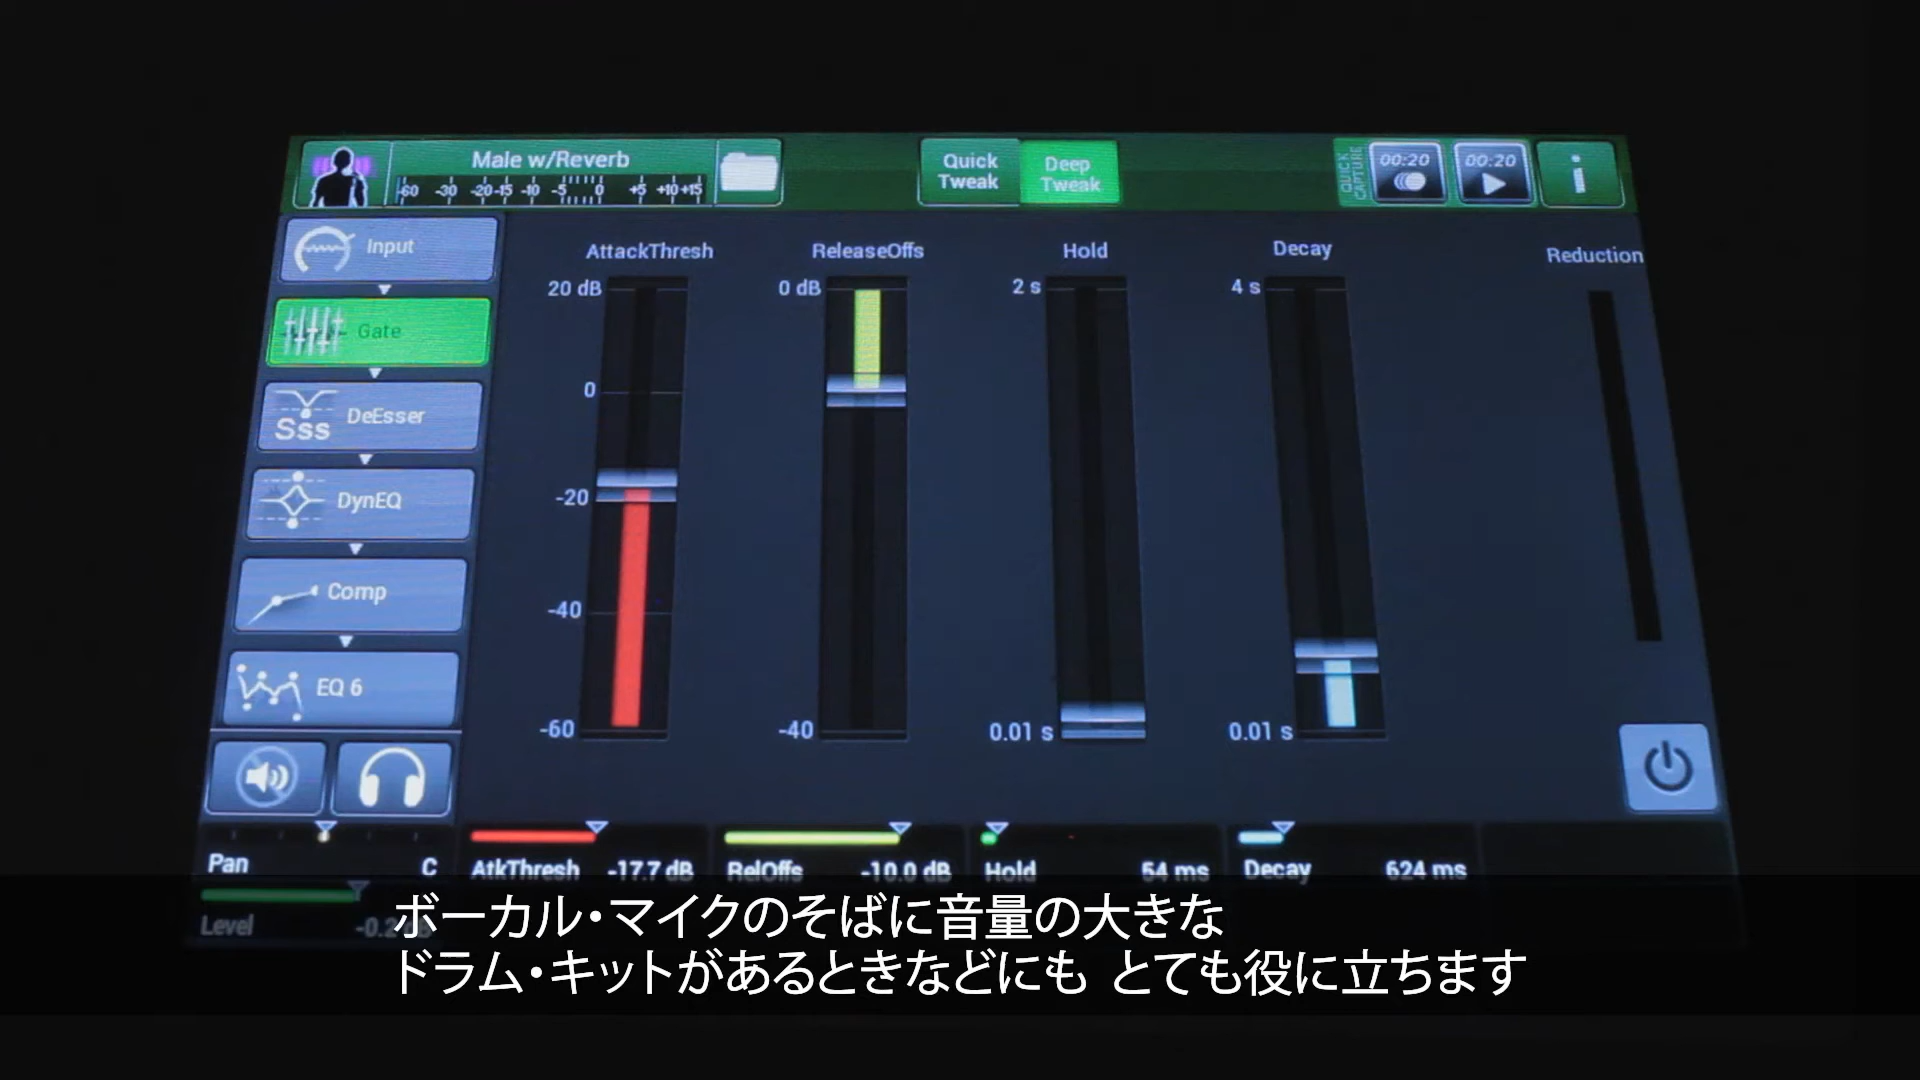 Male w/Reverb
-60 -30 -20 -15 -10 -5 0 +5 +10 +15
Quick Tweak
Deep Tweak
QUICK CAPTURE
00:20
00:20
i
Input
Gate
DeEsser
Sss
DynEQ
Comp
EQ 6
AttackThresh
20 dB
0
-20
-40
-60
ReleaseOffs
0 dB
-40
Hold
2 s
0.01 s
Decay
4 s
0.01 s
Reduction
Pan C
AtkThresh -17.7 dB
RelOffs -10.0 dB
Hold 54 ms
Decay 624 ms
Level
ボーカル・マイクのそばに音量の大きな
ドラム・キットがあるときなどにも とても役に立ちます